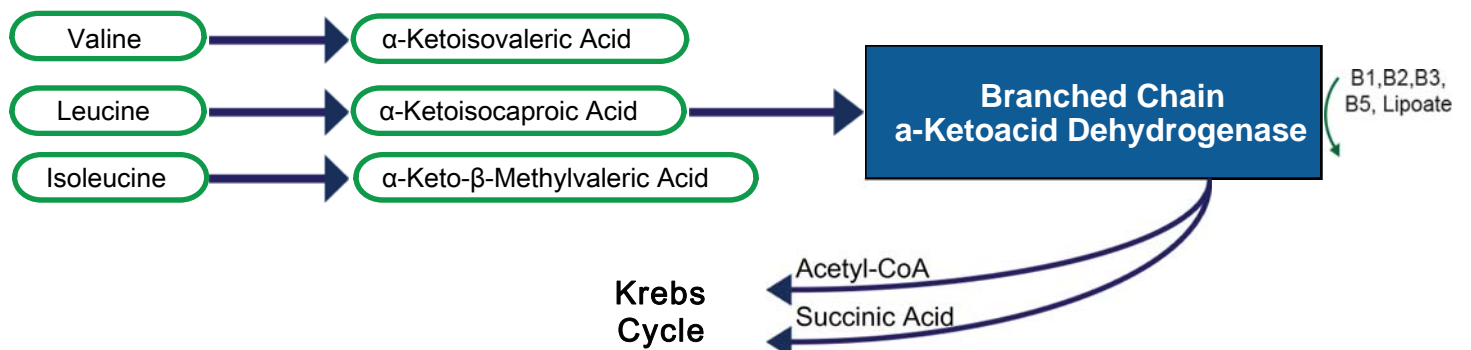 Valine
α-Ketoisovaleric Acid
Leucine
α-Ketoisocaproic Acid
Isoleucine
α-Keto-β-Methylvaleric Acid
Branched Chain
a-Ketoacid Dehydrogenase
B1,B2,B3,
B5, Lipoate
Acetyl-CoA
Succinic Acid
Krebs
Cycle